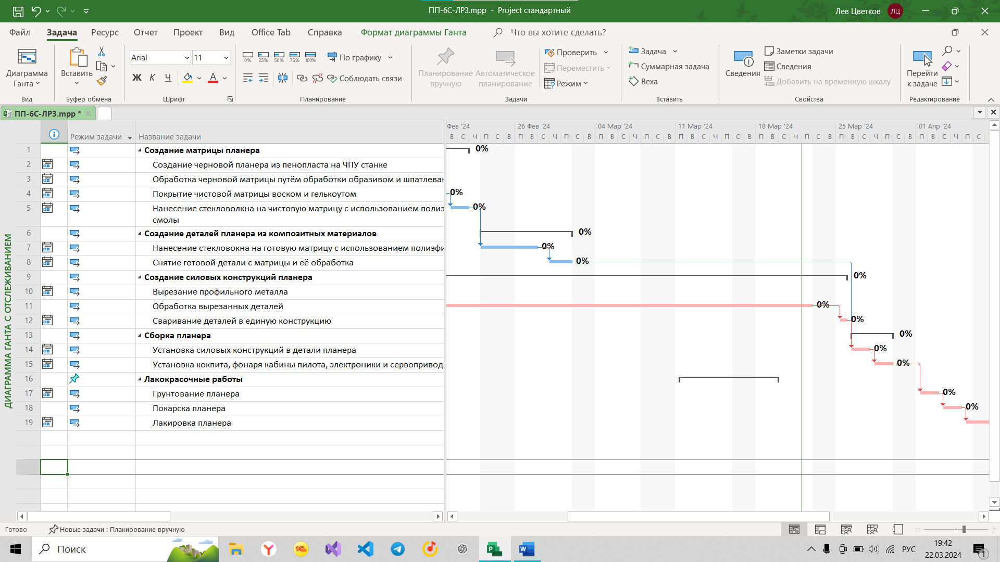 ПП-6С-ЛР3.mpp - Project стандартный
Лев Цветков
ЛЦ
Файл Задача Ресурс Отчет Проект Вид Office Tab Справка Формат диаграммы Ганта Что вы хотите сделать?
Диаграмма Ганта
Вид
Вставить
Буфер обмена
Arial 11
Ж К Ч А
Шрифт
0% 25% 50% 75% 100% По графику
Соблюдать связи
Планирование
Планирование вручную
Автоматическое планирование
Проверить
Переместить
Режим
Задачи
Задача
Суммарная задача
Веха
Вставить
Сведения
Заметки задачи
Сведения
Добавить на временную шкалу
Свойства
Перейти к задаче
Редактирование
ПП-6С-ЛР3.mpp *
Режим задачи Название задачи
Фев '24 26 Фев '24 04 Мар '24 11 Мар '24 18 Мар '24 25 Мар '24 01 Апр '24
В С Ч П С В П В С Ч П С В П В С Ч П С В П В С Ч П С В П В С Ч П С В П В С Ч П С В П В С Ч П С
ДИАГРАММА ГАНТА С ОТСЛЕЖИВАНИЕМ
1 Создание матрицы планера 0%
2 Создание черновой планера из пенопласта на ЧПУ станке
3 Обработка черновой матрицы путём обработки образивом и шпатлеван
4 Покрытие чистовой матрицы воском и гелькоутом 0%
5 Нанесение стекловолкна на чистовую матрицу с использованием полиэ 0%
смолы
6 Создание деталей планера из композитных материалов 0%
7 Нанесение стекловокна на готовую матрицу с использованием полиэфи 0%
8 Снятие готовой детали с матрицы и её обработка 0%
9 Создание силовых конструкций планера 0%
10 Вырезание профильного металла
11 Обработка вырезанных деталей 0%
12 Сваривание деталей в единую конструкцию 0%
13 Сборка планера 0%
14 Установка силовых конструкций в детали планера 0%
15 Установка кокпита, фонаря кабины пилота, электроники и сервопривод 0%
16 Лакокрасочные работы
17 Грунтование планера 0%
18 Покарска планера 0%
19 Лакировка планера
Готово Новые задачи : Планирование вручную
Поиск
РУС
19:42
22.03.2024
1